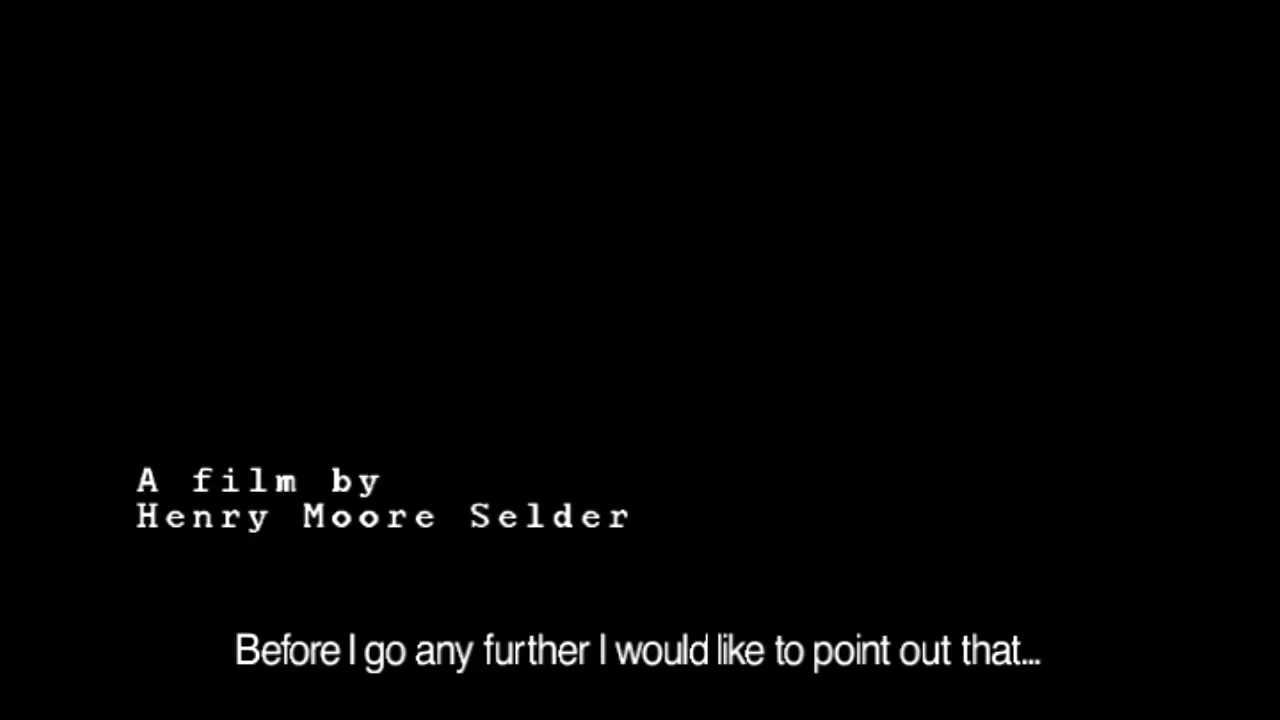 A film by
Henry Moore Selder
Before I go any further I would like to point out that...